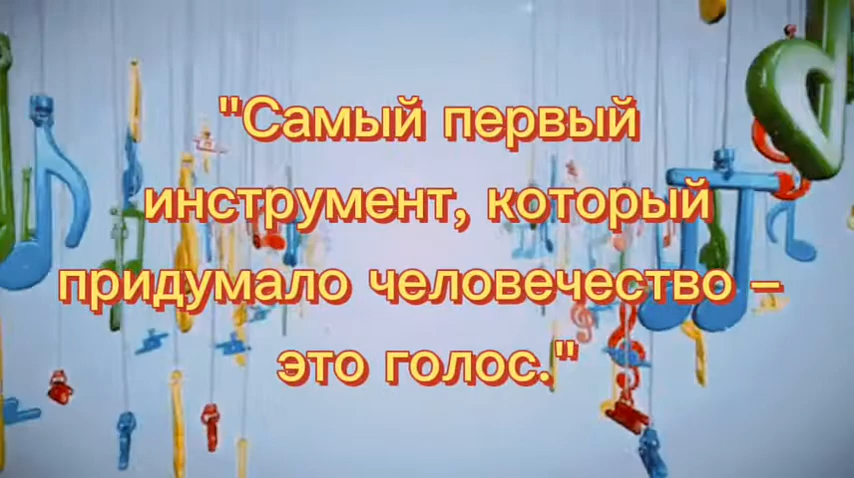 "Самый первый
инструмент, который
придумало человечество –
это голос."